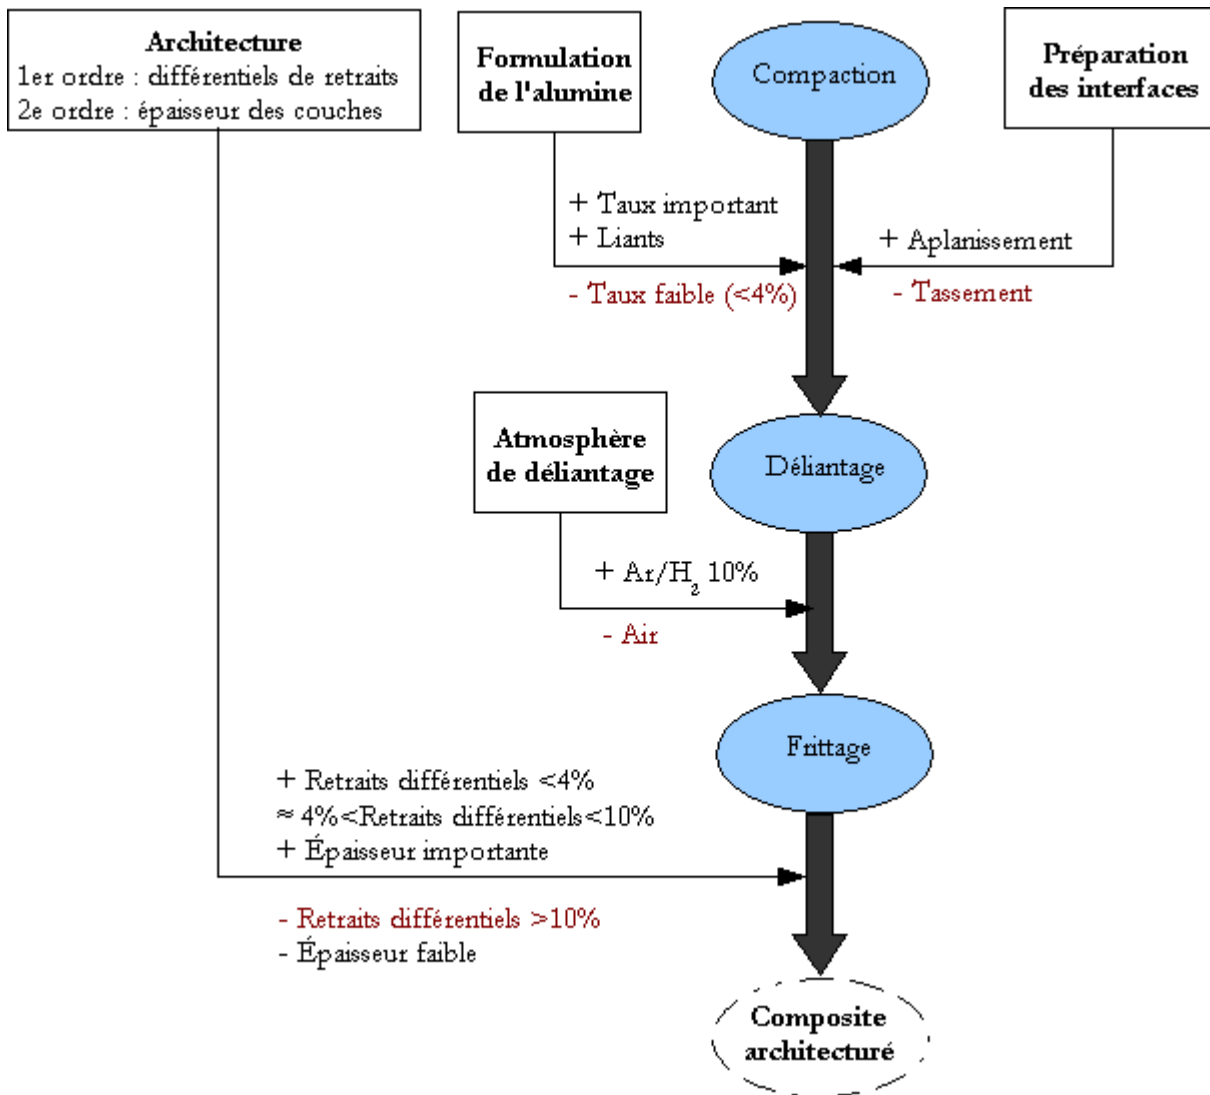 Architecture
1er ordre : différentiels de retraits
2e ordre : épaisseur des couches
Formulation
de l'alumine
Compaction
Préparation
des interfaces
+ Taux important
+ Liants
- Taux faible (<4%)
+ Aplanissement
- Tassement
Atmosphère
de déliantage
Déliantage
+ Ar/H₂ 10%
- Air
Frittage
+ Retraits différentiels <4%
≈ 4%<Retraits différentiels<10%
+ Épaisseur importante
- Retraits différentiels >10%
- Épaisseur faible
Composite
architecturé